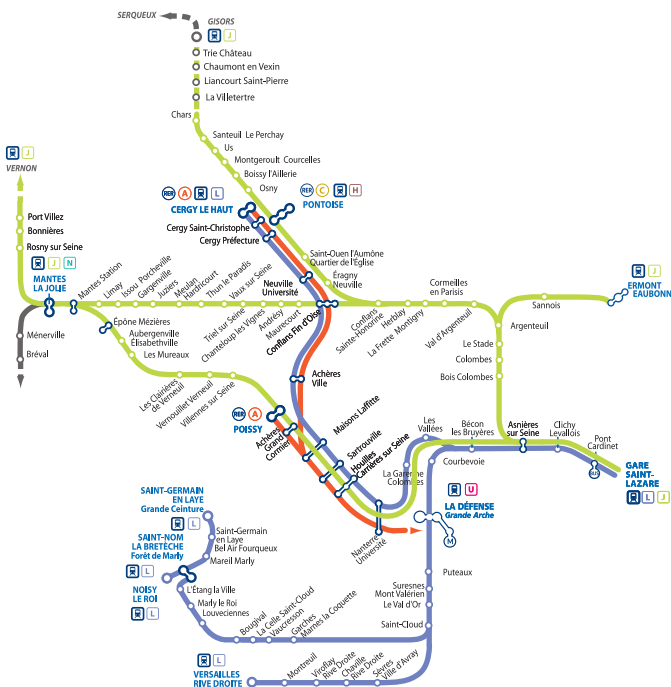 SERQUEUX
GISORS
J
Trie Château
Chaumont en Vexin
Liancourt Saint-Pierre
La Villetertre
Chars
Santeuil Le Perchay
Us
Montgeroult Courcelles
Boissy l'Aillerie
Osny
J
VERNON
RER A L
CERGY LE HAUT
RER C H
PONTOISE
Cergy Saint-Christophe
Cergy Préfecture
Port Villez
Bonnières
Rosny sur Seine
J N
MANTES
LA JOLIE
Mantes Station
Limay
Issou Porcheville
Gargenville
Juziers
Meulan
Hardricourt
Thun le Paradis
Vaux sur Seine
Triel sur Seine
Chanteloup les Vignes
Andrésy
Maurecourt
Neuville
Université
Conflans Fin d'Oise
Saint-Ouen l'Aumône
Quartier de l'Église
Éragny
Neuville
Conflans
Sainte-Honorine
Herblay
La Frette Montigny
Cormeilles
en Parisis
Val d'Argenteuil
Argenteuil
Sannois
J
ERMONT
EAUBONNE
Le Stade
Colombes
Bois Colombes
Ménerville
Bréval
Épône Mézières
Aubergenville
Élisabethville
Les Mureaux
Les Clairières
de Verneuil
Vernouillet Verneuil
Villennes sur Seine
RER A
POISSY
Achères
Ville
Achères
Grand
Cormier
Maisons Laffitte
Sartrouville
Houilles
Carrières sur Seine
Nanterre
Université
La Garenne
Colombes
Les
Vallées
Bécon
les Bruyères
Courbevoie
Asnières
sur Seine
Clichy
Levallois
Pont
Cardinet
BUS
GARE
SAINT-
LAZARE
L J
U
LA DÉFENSE
Grande Arche
M
Puteaux
Suresnes
Mont Valérien
Le Val d'Or
Saint-Cloud
SAINT-GERMAIN
EN LAYE
Grande Ceinture
L
Saint-Germain
en Laye
Bel Air Fourqueux
Mareil Marly
SAINT-NOM
LA BRETÈCHE
Forêt de Marly
L
NOISY
LE ROI
L
L'Étang la Ville
Marly le Roi
Louveciennes
Bougival
La Celle Saint-Cloud
Vaucresson
Garches
Marnes la Coquette
L
VERSAILLES
RIVE DROITE
Montreuil
Viroflay
Rive Droite
Chaville
Rive Droite
Sèvres
Ville d'Avray